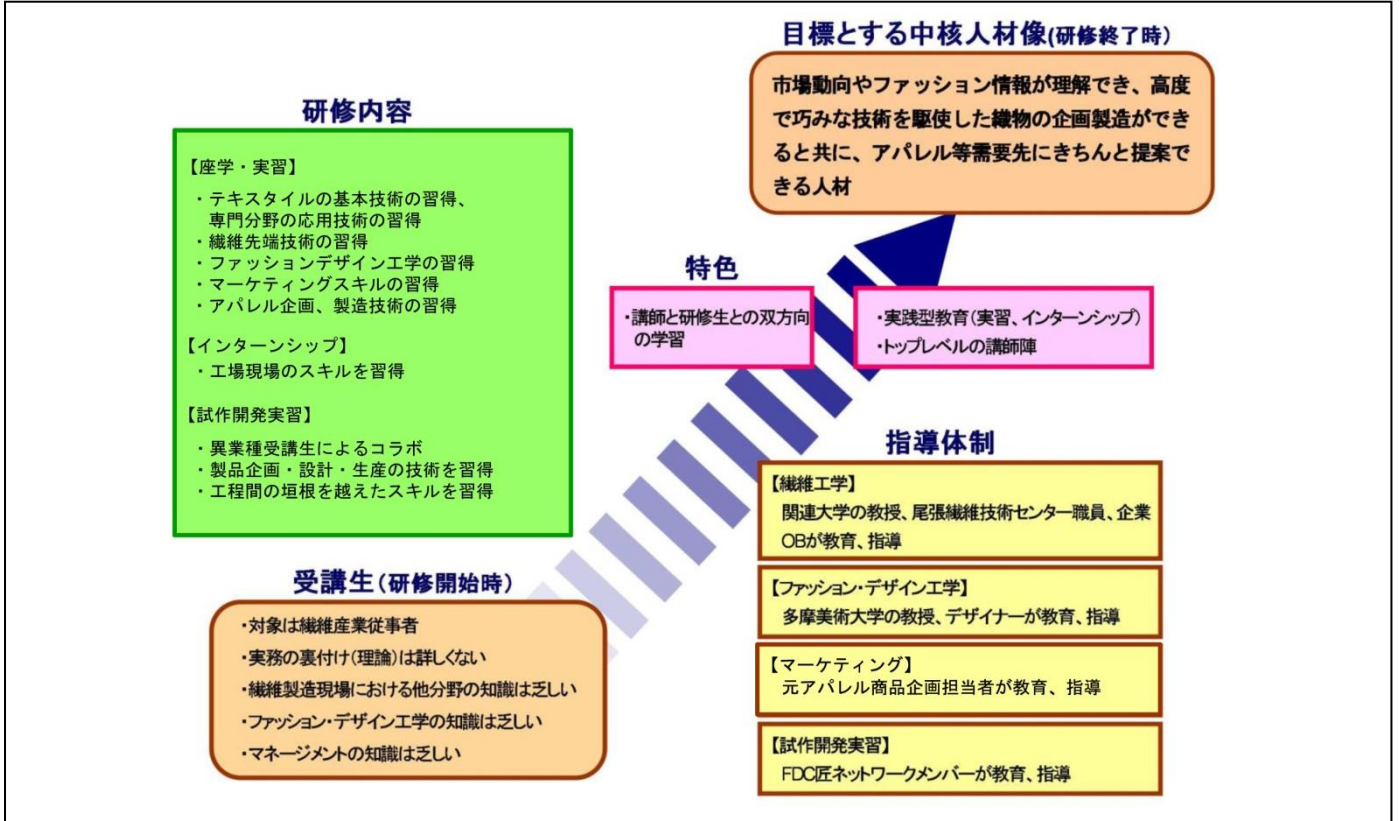 目標とする中核人材像(研修終了時)
市場動向やファッション情報が理解でき、高度
で巧みな技術を駆使した織物の企画製造ができ
ると共に、アパレル等需要先にきちんと提案で
きる人材
研修内容
【座学・実習】
・テキスタイルの基本技術の習得、
専門分野の応用技術の習得
・繊維先端技術の習得
・ファッションデザイン工学の習得
・マーケティングスキルの習得
・アパレル企画、製造技術の習得
【インターンシップ】
・工場現場のスキルを習得
【試作開発実習】
・異業種受講生によるコラボ
・製品企画・設計・生産の技術を習得
・工程間の垣根を越えたスキルを習得
特色
・講師と研修生との双方向
の学習
・実践型教育(実習、インターンシップ)
・トップレベルの講師陣
受講生(研修開始時)
・対象は繊維産業従事者
・実務の裏付け(理論)は詳しくない
・繊維製造現場における他分野の知識は乏しい
・ファッション・デザイン工学の知識は乏しい
・マネージメントの知識は乏しい
指導体制
【繊維工学】
関連大学の教授、尾張繊維技術センター職員、企業
OBが教育、指導
【ファッション・デザイン工学】
多摩美術大学の教授、デザイナーが教育、指導
【マーケティング】
元アパレル商品企画担当者が教育、指導
【試作開発実習】
FDC匠ネットワークメンバーが教育、指導